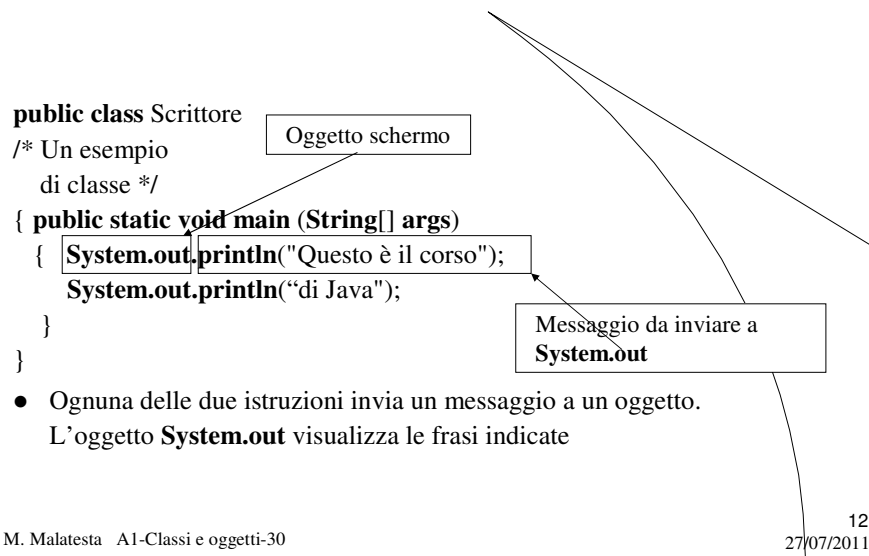 public class Scrittore
Oggetto schermo
/* Un esempio
di classe */
{ public static void main (String[] args)
{ System.out.println("Questo è il corso");
System.out.println(“di Java");
}
Messaggio da inviare a
System.out
}
● Ognuna delle due istruzioni invia un messaggio a un oggetto.
L’oggetto System.out visualizza le frasi indicate
12
M. Malatesta A1-Classi e oggetti-30
27/07/2011